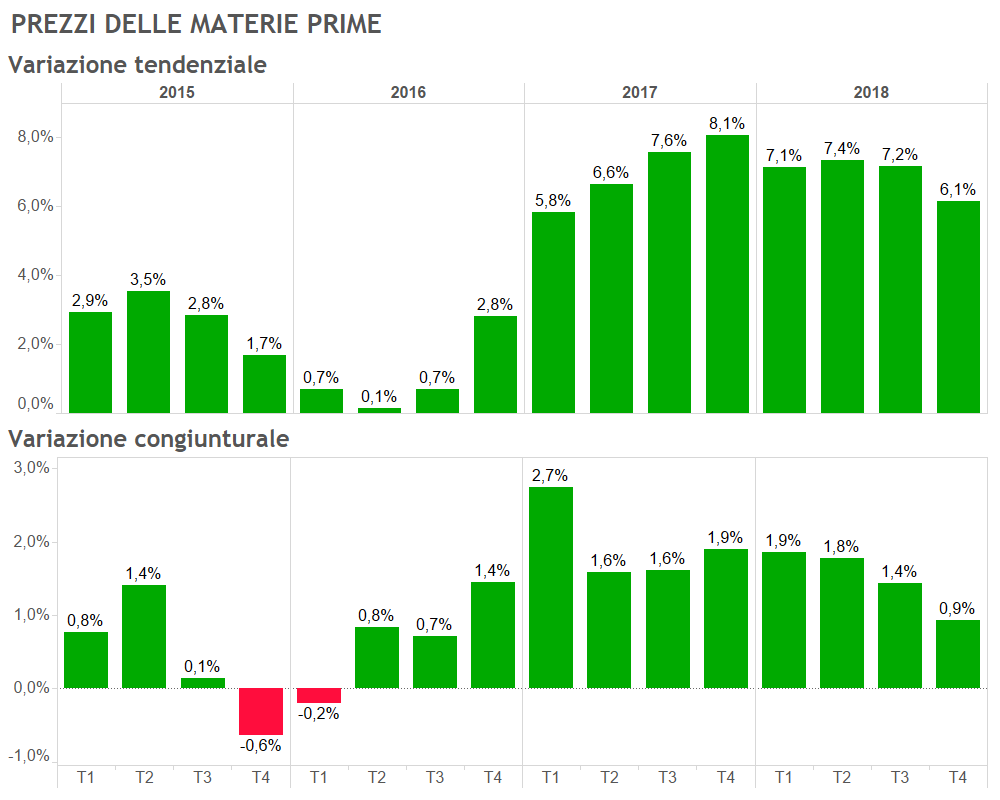 PREZZI DELLE MATERIE PRIME
Variazione tendenziale
2015 2016 2017 2018
8,0%
6,0%
4,0%
2,0%
0,0%
2,9% 3,5% 2,8% 1,7% 0,7% 0,1% 0,7% 2,8% 5,8% 6,6% 7,6% 8,1% 7,1% 7,4% 7,2% 6,1%
Variazione congiunturale
3,0%
2,0%
1,0%
0,0%
-1,0%
0,8% 1,4% 0,1% -0,6% -0,2% 0,8% 0,7% 1,4% 2,7% 1,6% 1,6% 1,9% 1,9% 1,8% 1,4% 0,9%
T1 T2 T3 T4 T1 T2 T3 T4 T1 T2 T3 T4 T1 T2 T3 T4